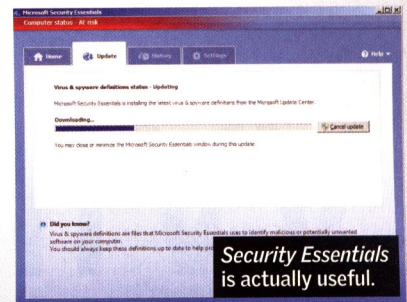 Microsoft Security Essentials
Computer status - At risk
Home
Update
History
Settings
Help
Virus & spyware definitions status - Updating
Microsoft Security Essentials is installing the latest virus & spyware definitions from the Microsoft Update Center.
Downloading...
Cancel update
You may close or minimize the Microsoft Security Essentials window during this update.
Did you know?
Virus & spyware definitions are files that Microsoft Security Essentials uses to identify malicious or potentially unwanted
software on your computer.
You should always keep these definitions up to date to help
Security Essentials
is actually useful.